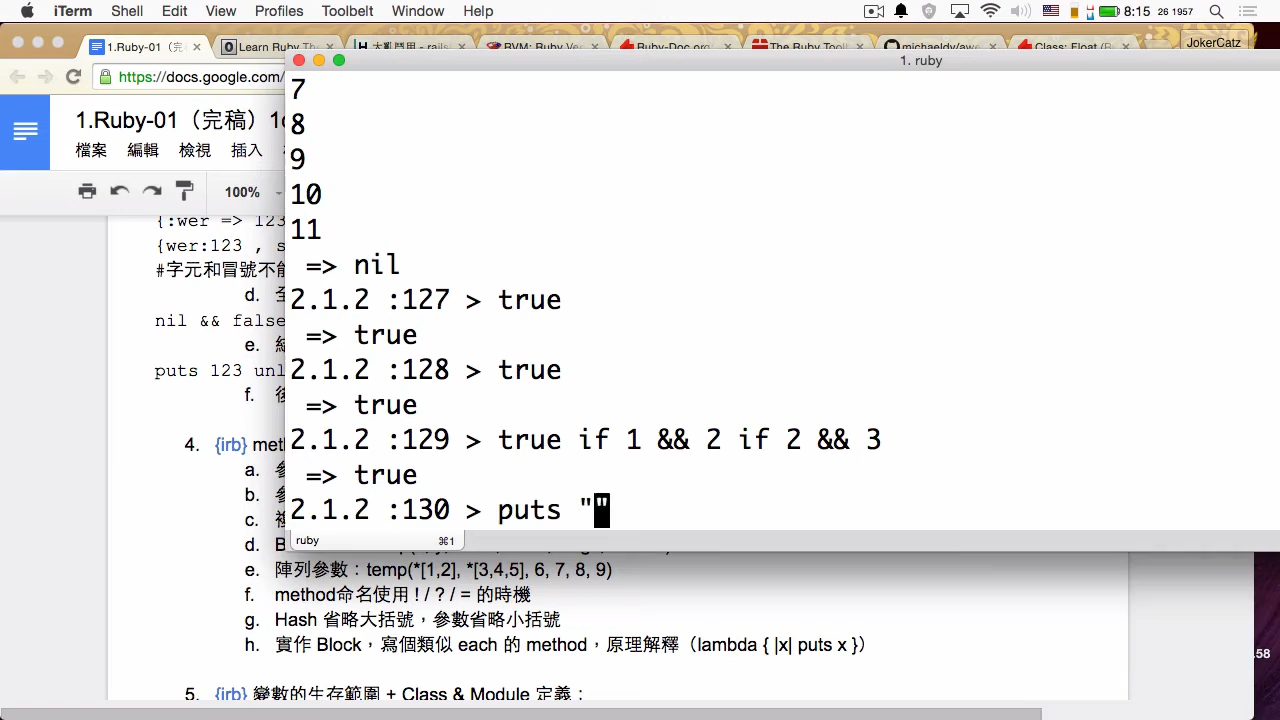 iTerm Shell Edit View Profiles Toolbelt Window Help 8:15 26 1957
JokerCatz
1.Ruby-01（完 Learn Ruby The RVM: Ruby Ve Ruby-Doc.org The Ruby Tool michaeldv/awe Class: Float (R
https://docs.google.com/
1. ruby
1.Ruby-01（完稿）
檔案 編輯 檢視 插入
100%
7
8
9
10
11
=> nil
2.1.2 :127 > true
=> true
2.1.2 :128 > true
=> true
2.1.2 :129 > true if 1 && 2 if 2 && 3
=> true
2.1.2 :130 > puts ""
ruby ⌘1
{:wer => 123
{wer:123 , s
#字元和冒號不能
d.
nil && false
e.
puts 123 unl
f.
4. {irb} met
a.
b.
c.
d.
e. 陣列參數：temp(*[1,2], *[3,4,5], 6, 7, 8, 9)
f. method命名使用 ! / ? / = 的時機
g. Hash 省略大括號，參數省略小括號
h. 實作 Block，寫個類似 each 的 method，原理解釋（lambda { |x| puts x }）
5. {irb} 變數的生存範圍 + Class & Module 定義：
.58